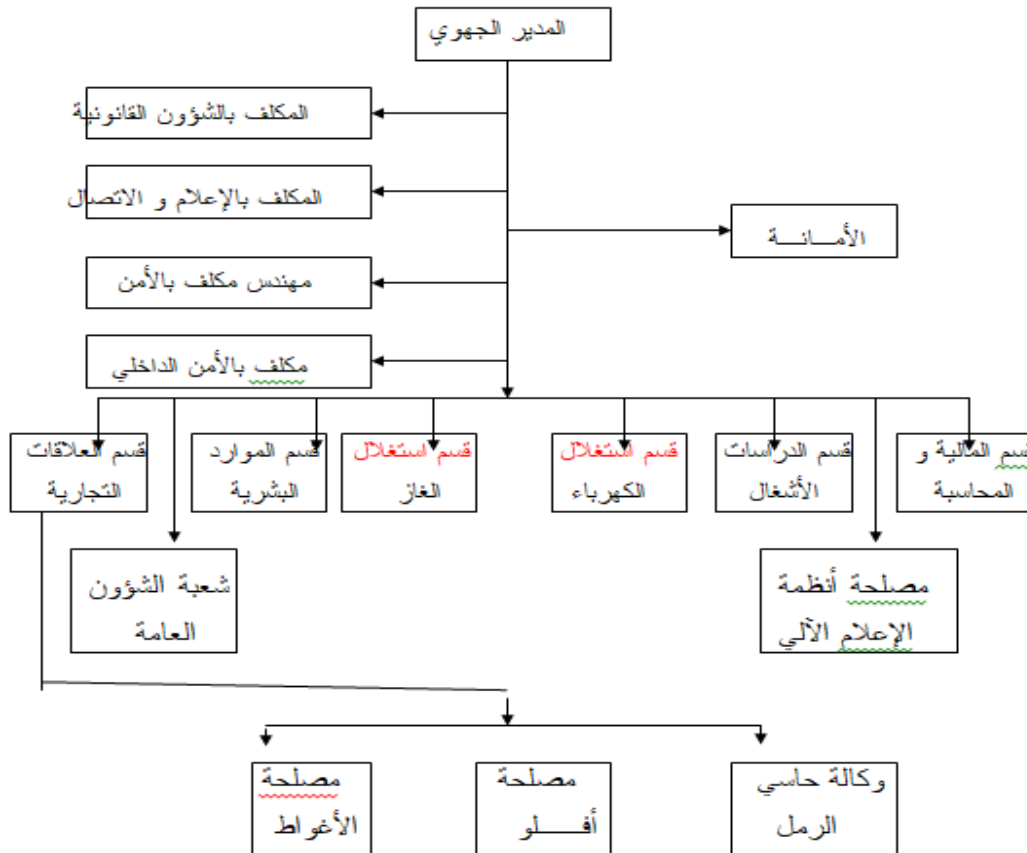 المدير الجهوي
المكلف بالشؤون القانونية
المكلف بالإعلام و الاتصال
الأمـــانـــة
مهندس مكلف بالأمن
مكلف بالأمن الداخلي
قسم المالية و
المحاسبة
قسم الدراسات
الأشغال
قسم استغلال
الكهرباء
قسم استغلال
الغاز
قسم الموارد
البشرية
قسم العلاقات
التجارية
مصلحة أنظمة
الإعلام الآلي
شعبة الشؤون
العامة
وكالة حاسي
الرمل
مصلحة
أفـــــلو
مصلحة
الأغواط